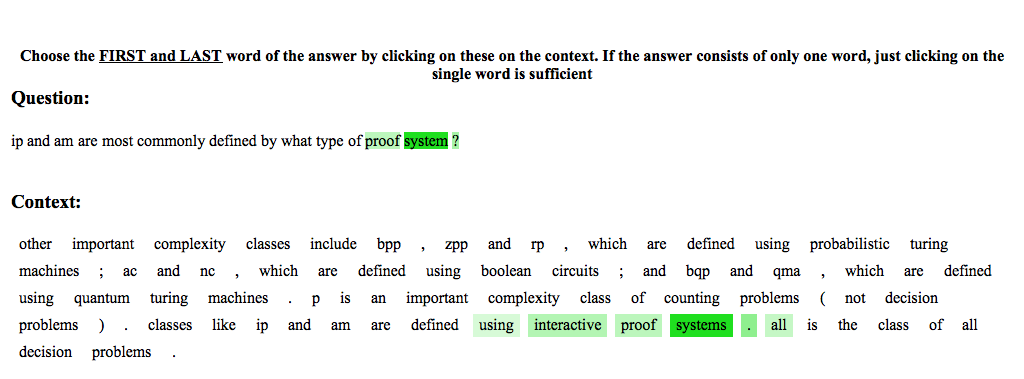 Choose the FIRST and LAST word of the answer by clicking on these on the context. If the answer consists of only one word, just clicking on the
single word is sufficient
Question:
ip and am are most commonly defined by what type of proof system ?
Context:
other important complexity classes include bpp , zpp and rp , which are defined using probabilistic turing
machines ; ac and nc , which are defined using boolean circuits ; and bqp and qma , which are defined
using quantum turing machines . p is an important complexity class of counting problems ( not decision
problems ) . classes like ip and am are defined using interactive proof systems . all is the class of all
decision problems .